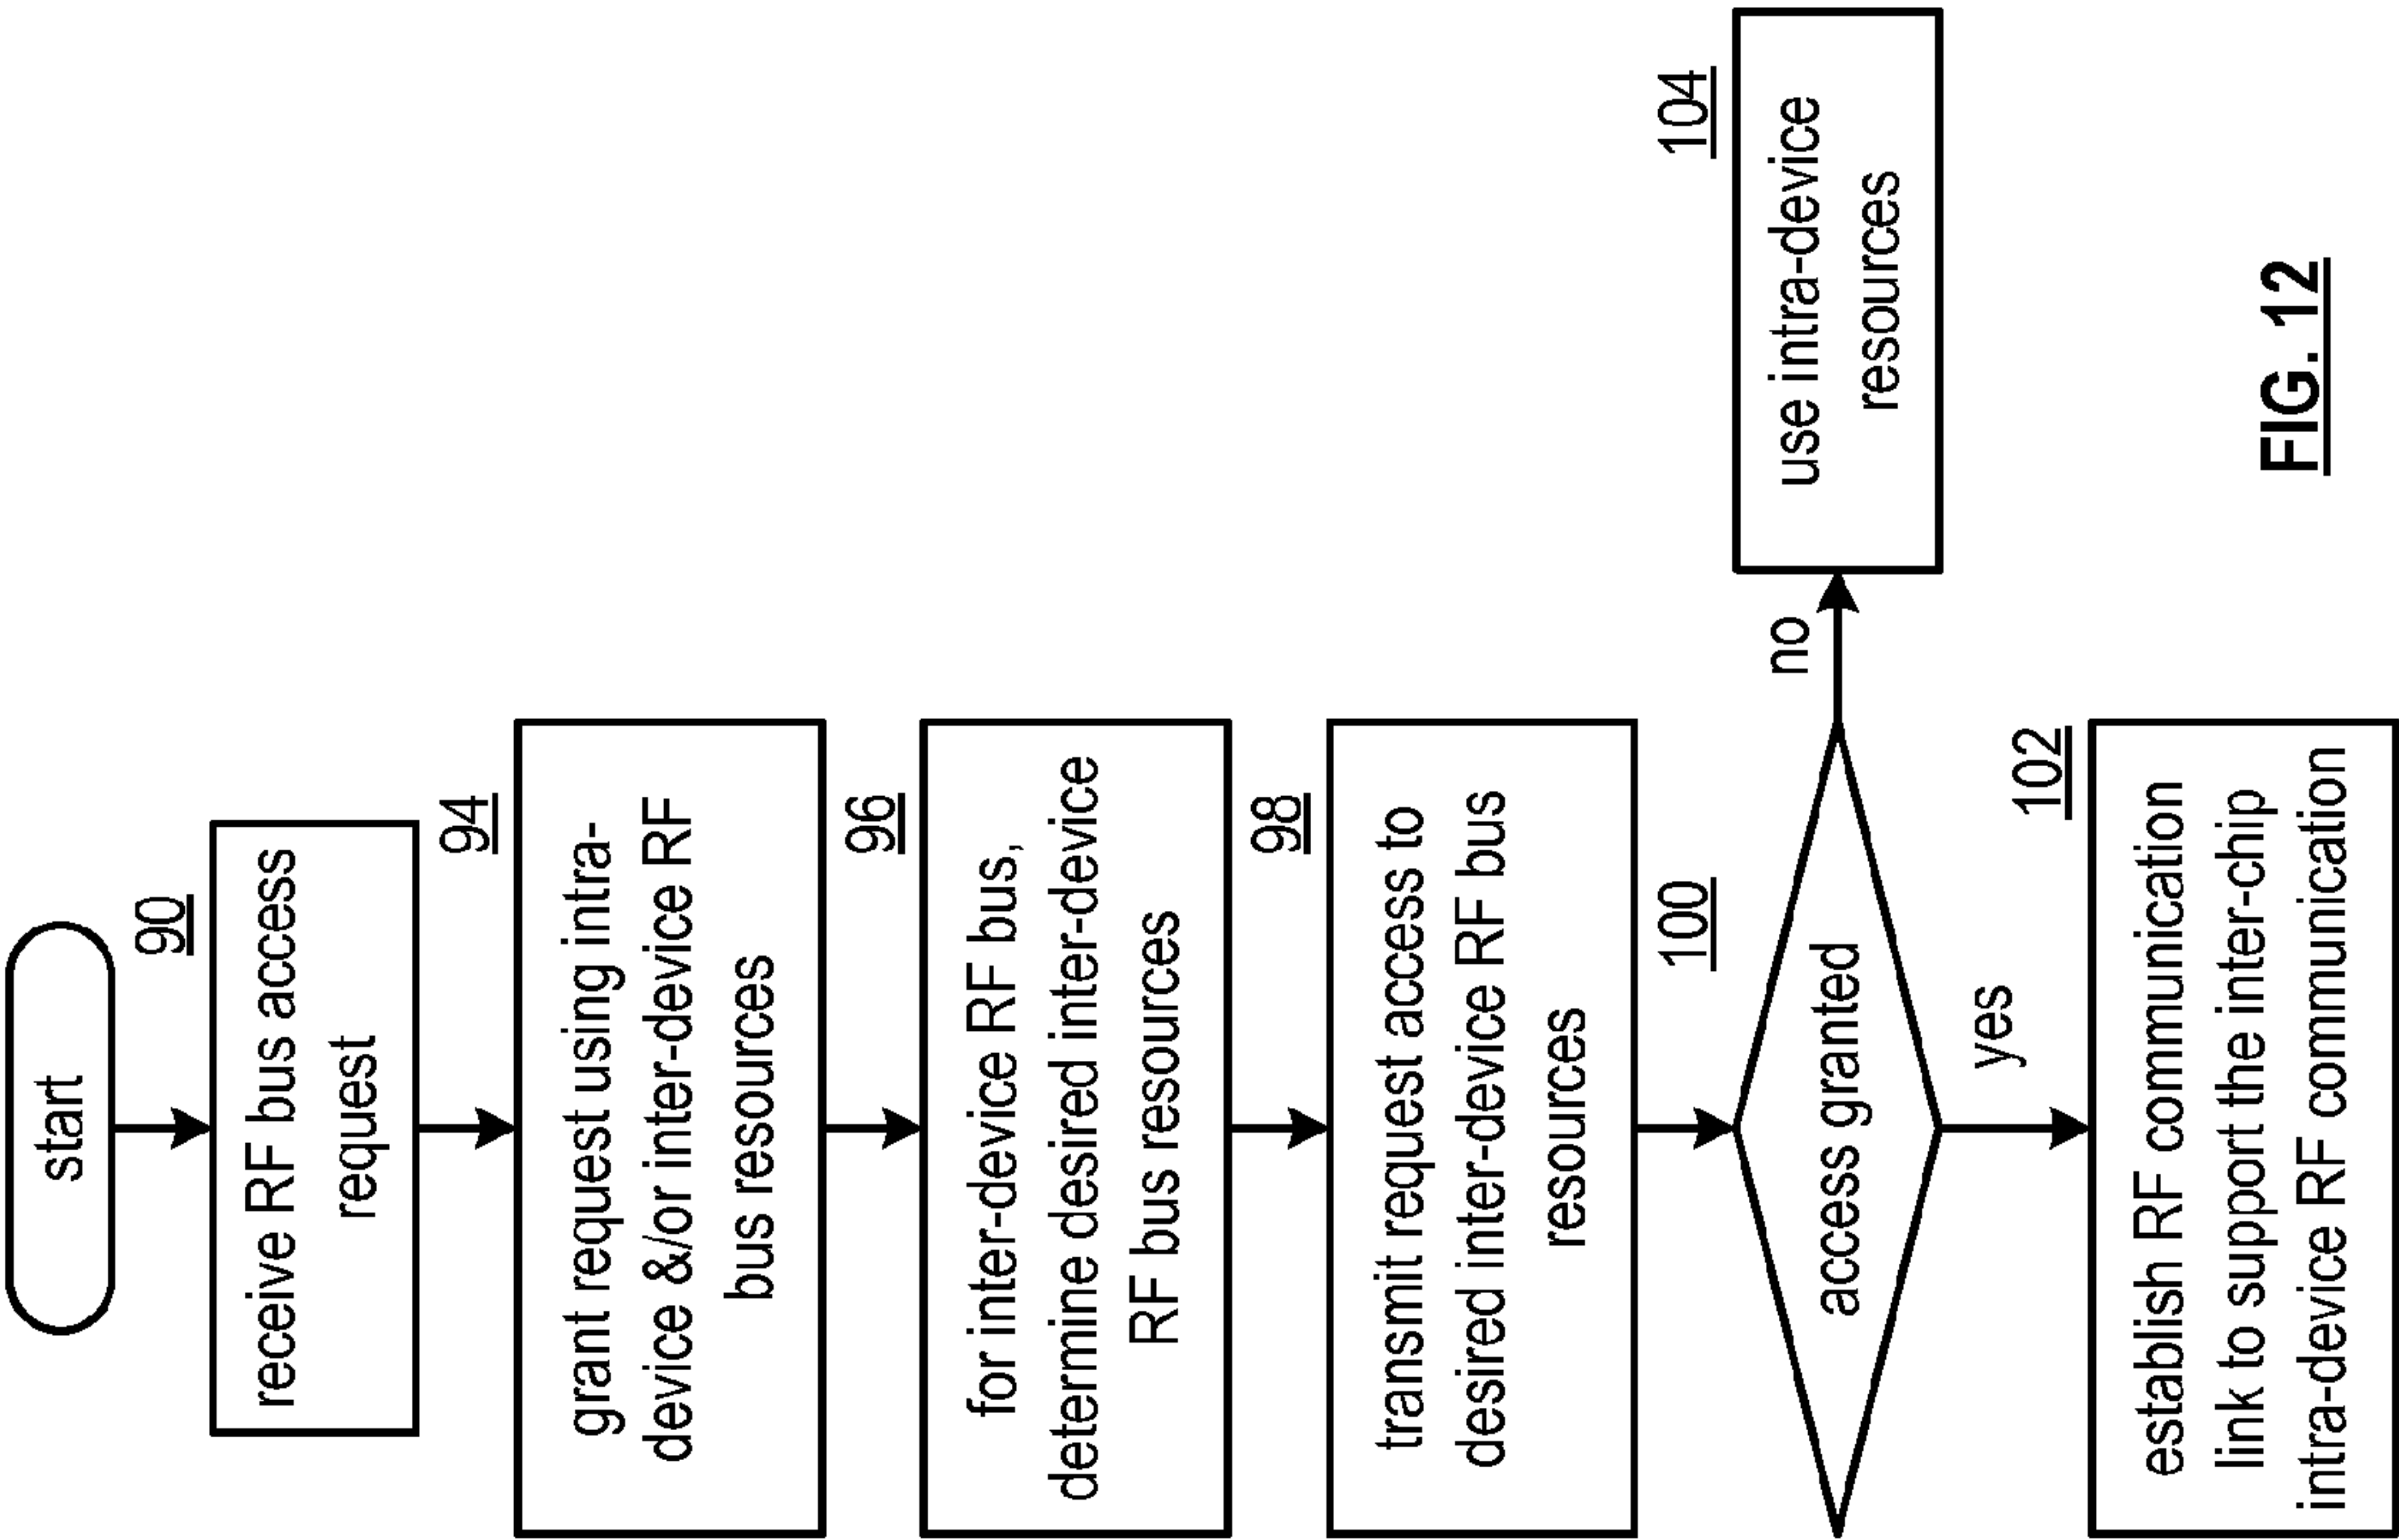 start
90
receive RF bus access
request
94
grant request using intra-
device &/or inter-device RF
bus resources
96
for inter-device RF bus,
determine desired inter-device
RF bus resources
98
transmit request access to
desired inter-device RF bus
resources
100
access granted
no
104
use intra-device
resources
yes
102
establish RF communication
link to support the inter-chip
intra-device RF communication
FIG. 12